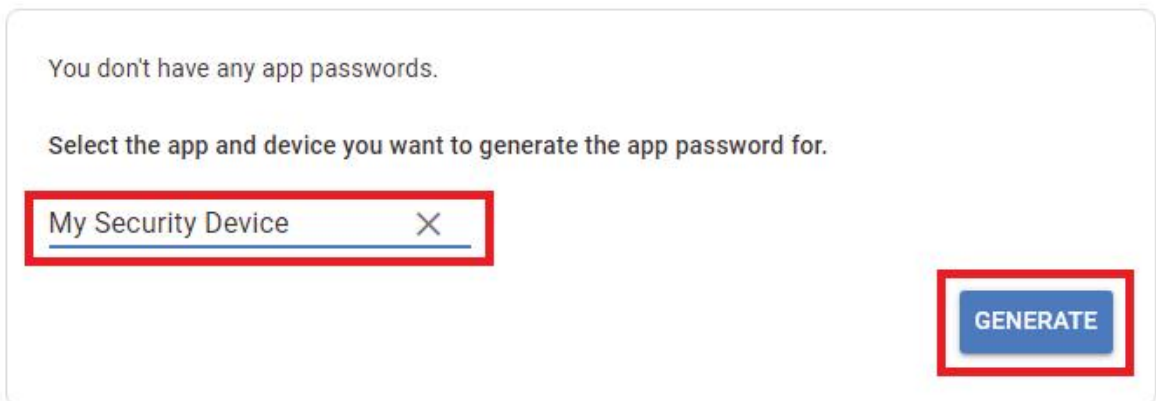 You don't have any app passwords.
Select the app and device you want to generate the app password for.
My Security Device
GENERATE